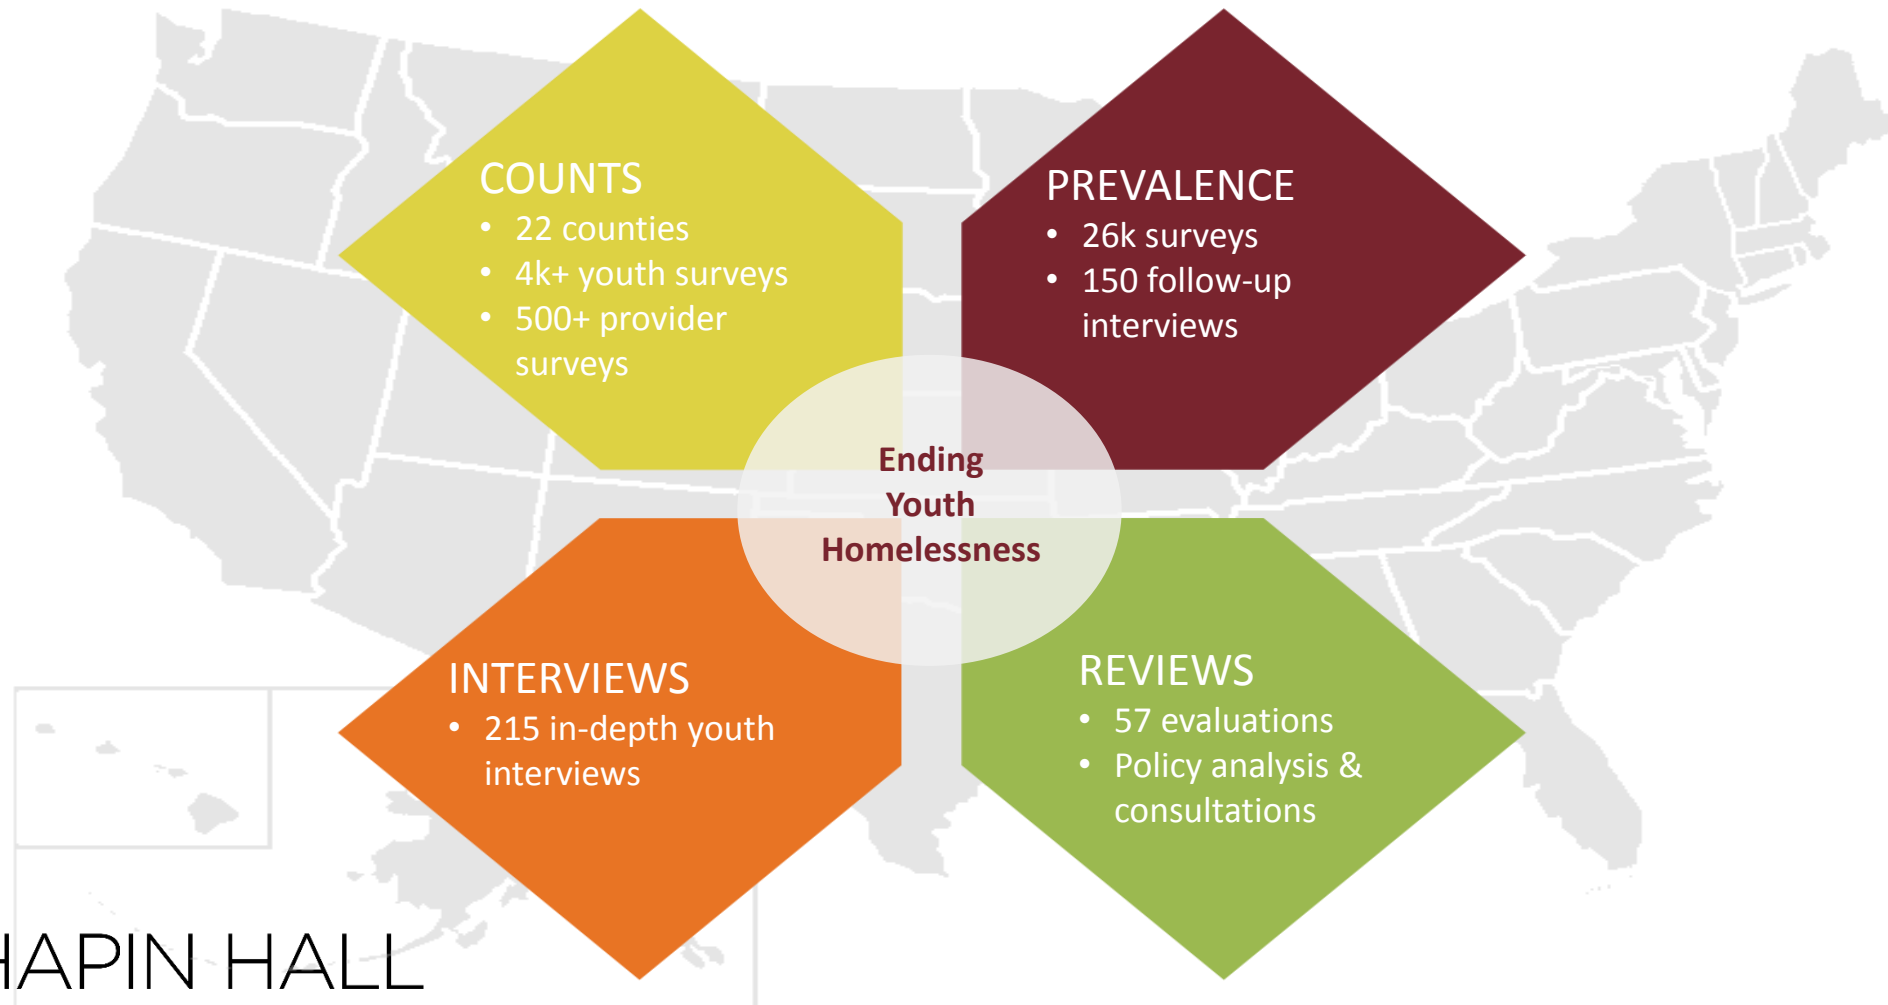 COUNTS
• 22 counties
• 4k+ youth surveys
• 500+ provider
surveys
PREVALENCE
• 26k surveys
• 150 follow-up
interviews
Ending
Youth
Homelessness
INTERVIEWS
• 215 in-depth youth
interviews
REVIEWS
• 57 evaluations
• Policy analysis &
consultations
HAPIN HALL